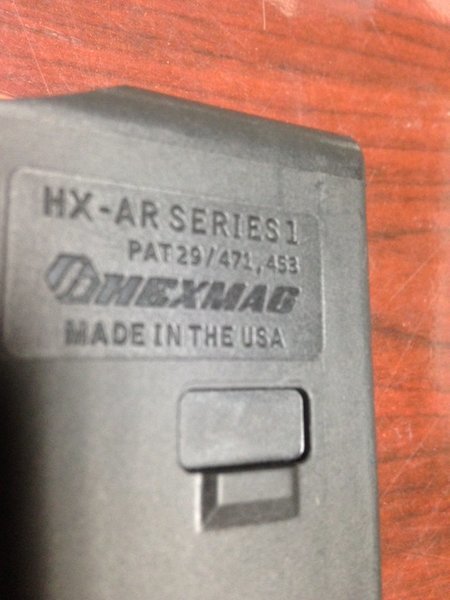 HX-AR SERIES 1
PAT 29/471,453
HEXMAG
MADE IN THE USA